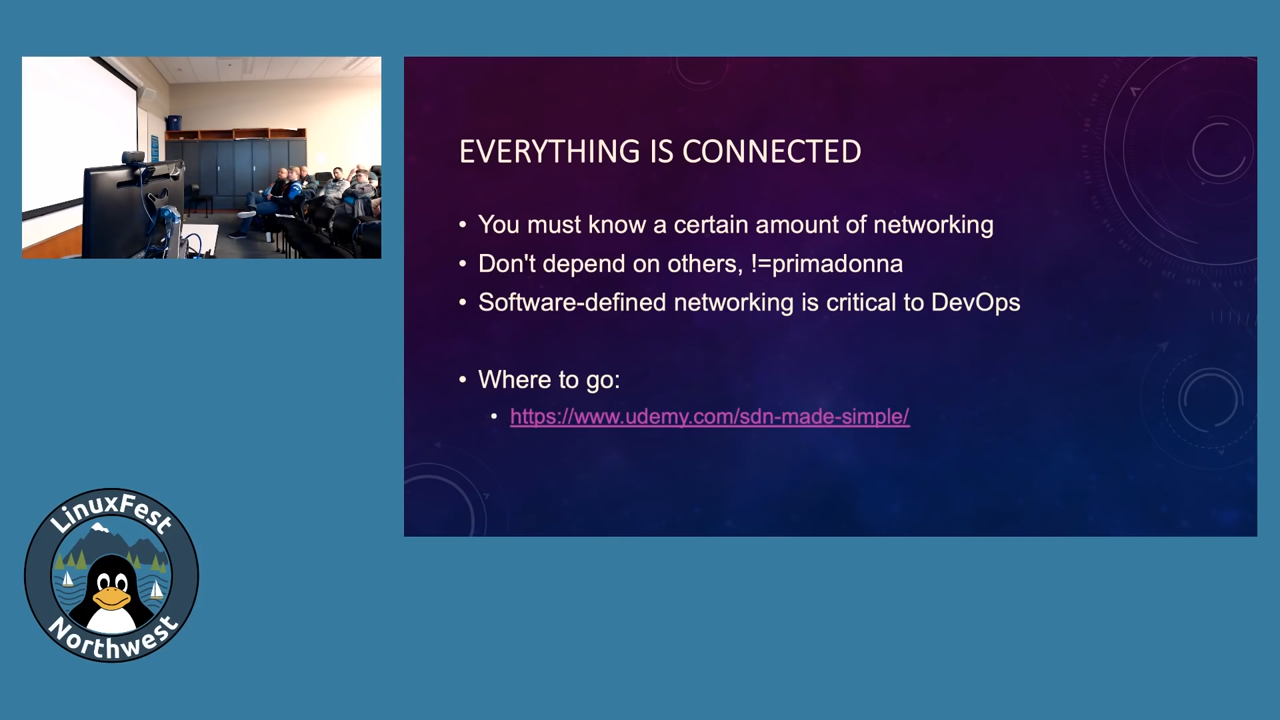 EVERYTHING IS CONNECTED
• You must know a certain amount of networking
• Don't depend on others, !=primadonna
• Software-defined networking is critical to DevOps
• Where to go:
• https://www.udemy.com/sdn-made-simple/
LinuxFest
Northwest